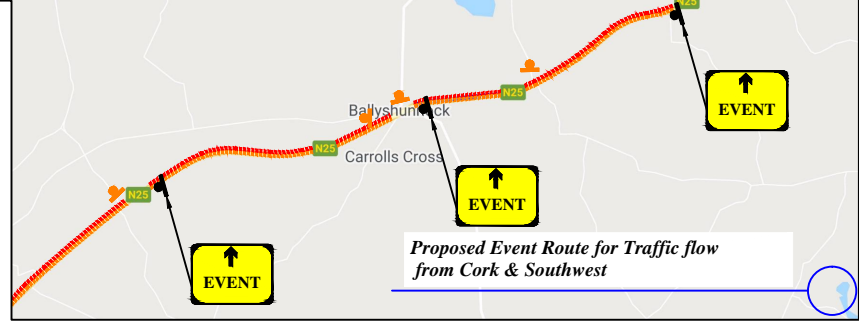 N25
N25
EVENT
Ballyshunnock
N25
Carrolls Cross
N25
EVENT
Proposed Event Route for Traffic flow
from Cork & Southwest
EVENT